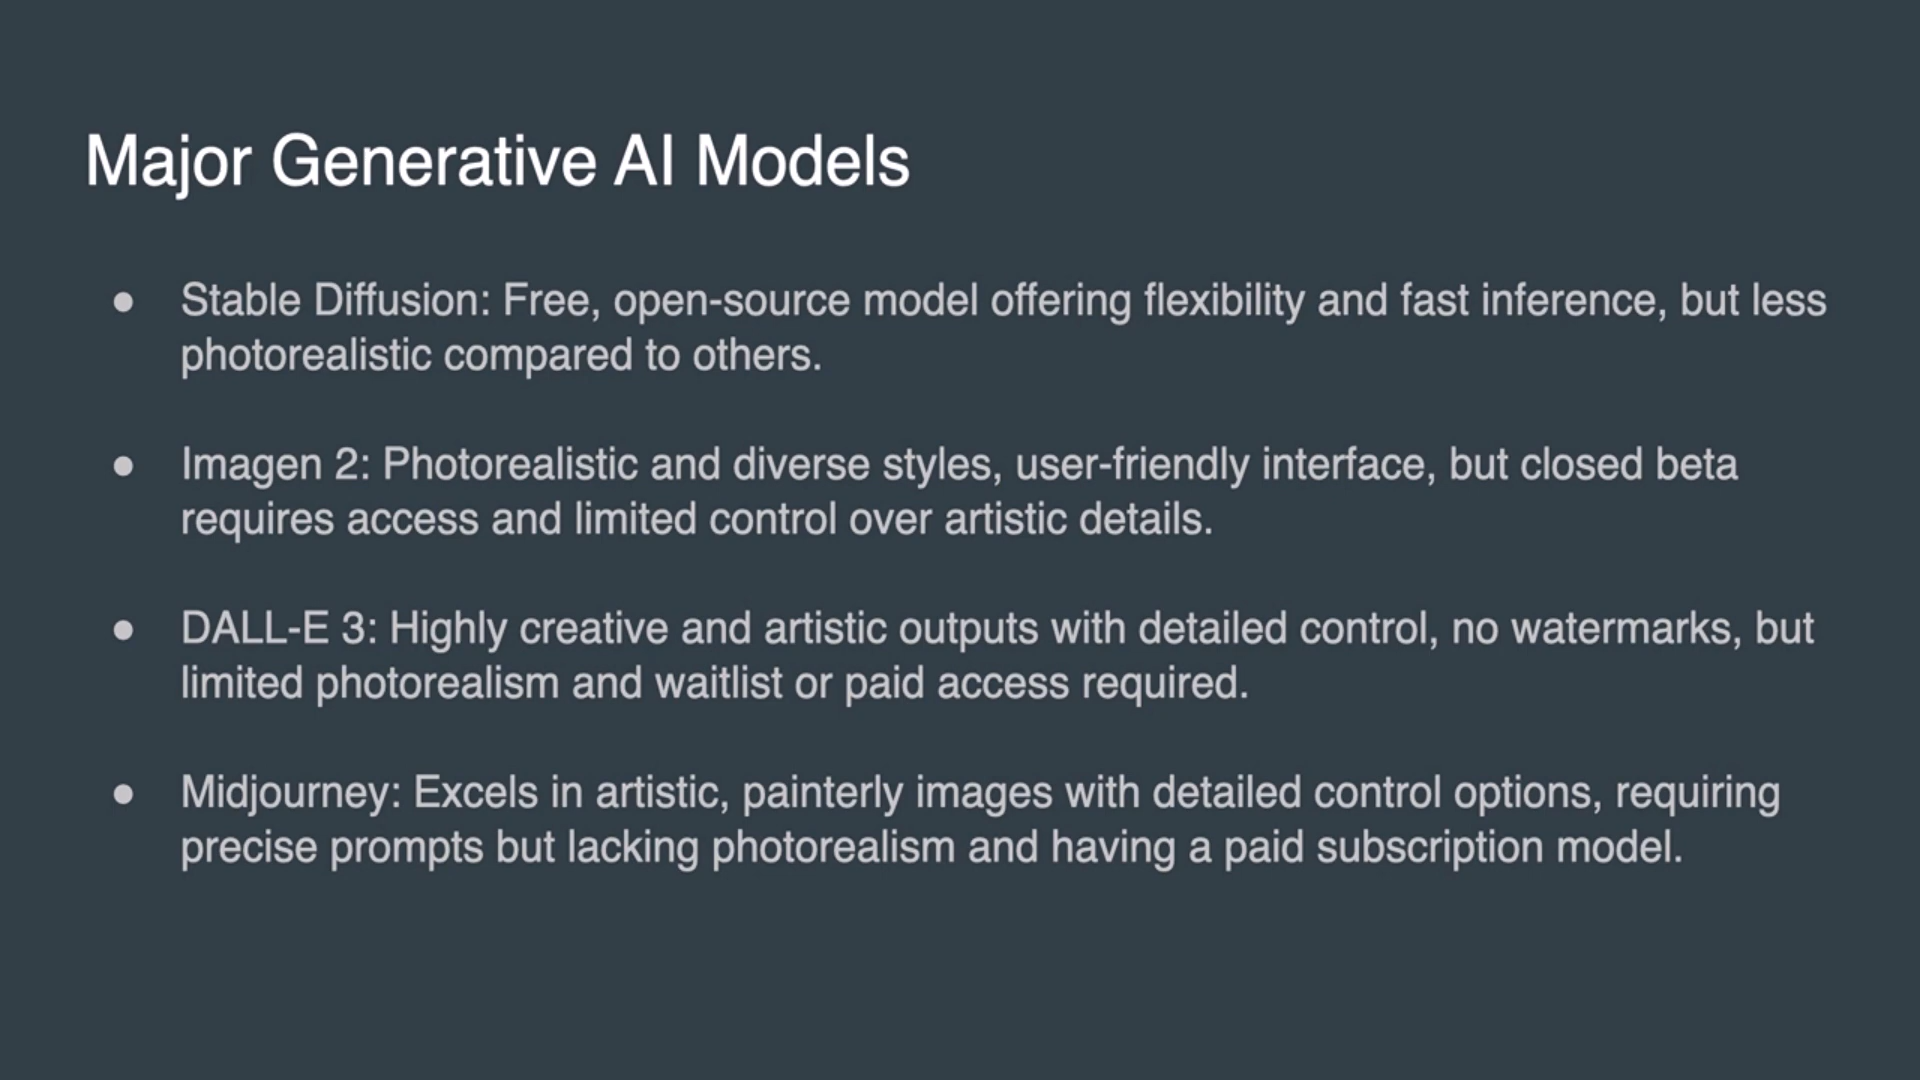 Major Generative AI Models
● Stable Diffusion: Free, open-source model offering flexibility and fast inference, but less
photorealistic compared to others.
● Imagen 2: Photorealistic and diverse styles, user-friendly interface, but closed beta
requires access and limited control over artistic details.
● DALL-E 3: Highly creative and artistic outputs with detailed control, no watermarks, but
limited photorealism and waitlist or paid access required.
● Midjourney: Excels in artistic, painterly images with detailed control options, requiring
precise prompts but lacking photorealism and having a paid subscription model.